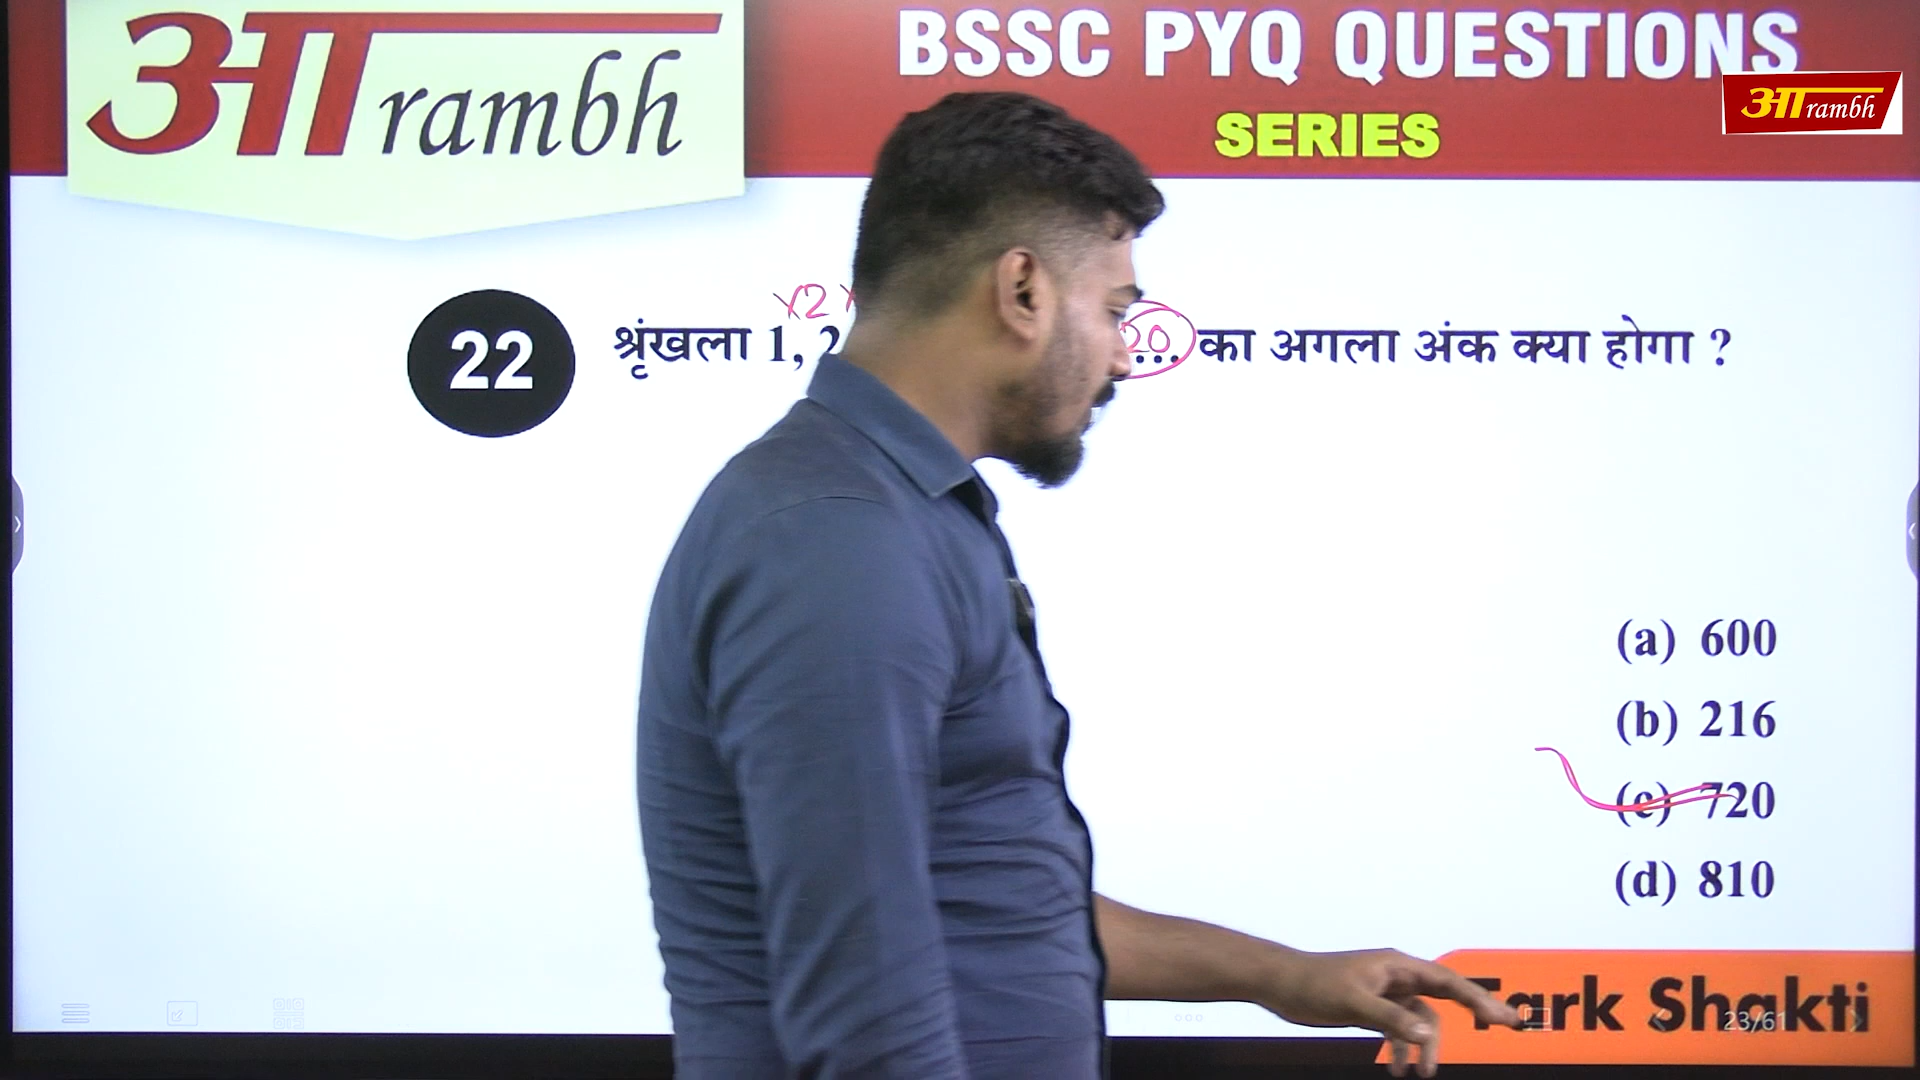 आrambh
BSSC PYQ QUESTIONS
आrambh
SERIES
×2
22 श्रृंखला 1, 2 20 ... का अगला अंक क्या होगा ?
(a) 600
(b) 216
(c) 720
(d) 810
Tark Shakti
23/61